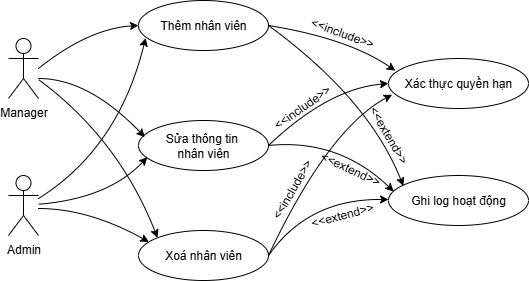 Thêm nhân viên
<<include>>
Manager
Xác thực quyền hạn
<<include>>
<<extend>>
Sửa thông tin
nhân viên
<<extend>>
Admin
<<include>>
Ghi log hoạt động
<<extend>>
Xoá nhân viên